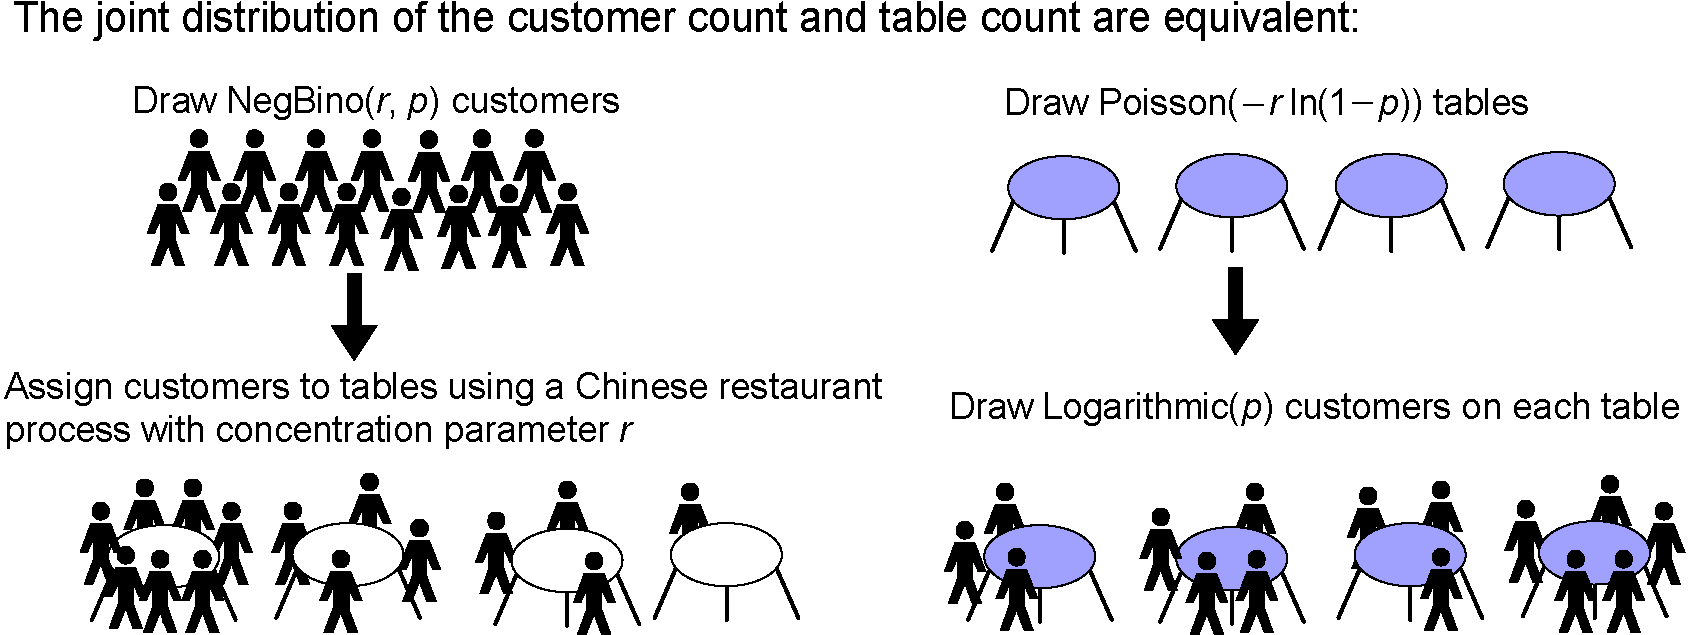 The joint distribution of the customer count and table count are equivalent:
Draw NegBino(r, p) customers
Assign customers to tables using a Chinese restaurant
process with concentration parameter r
Draw Poisson(−r ln(1−p)) tables
Draw Logarithmic(p) customers on each table